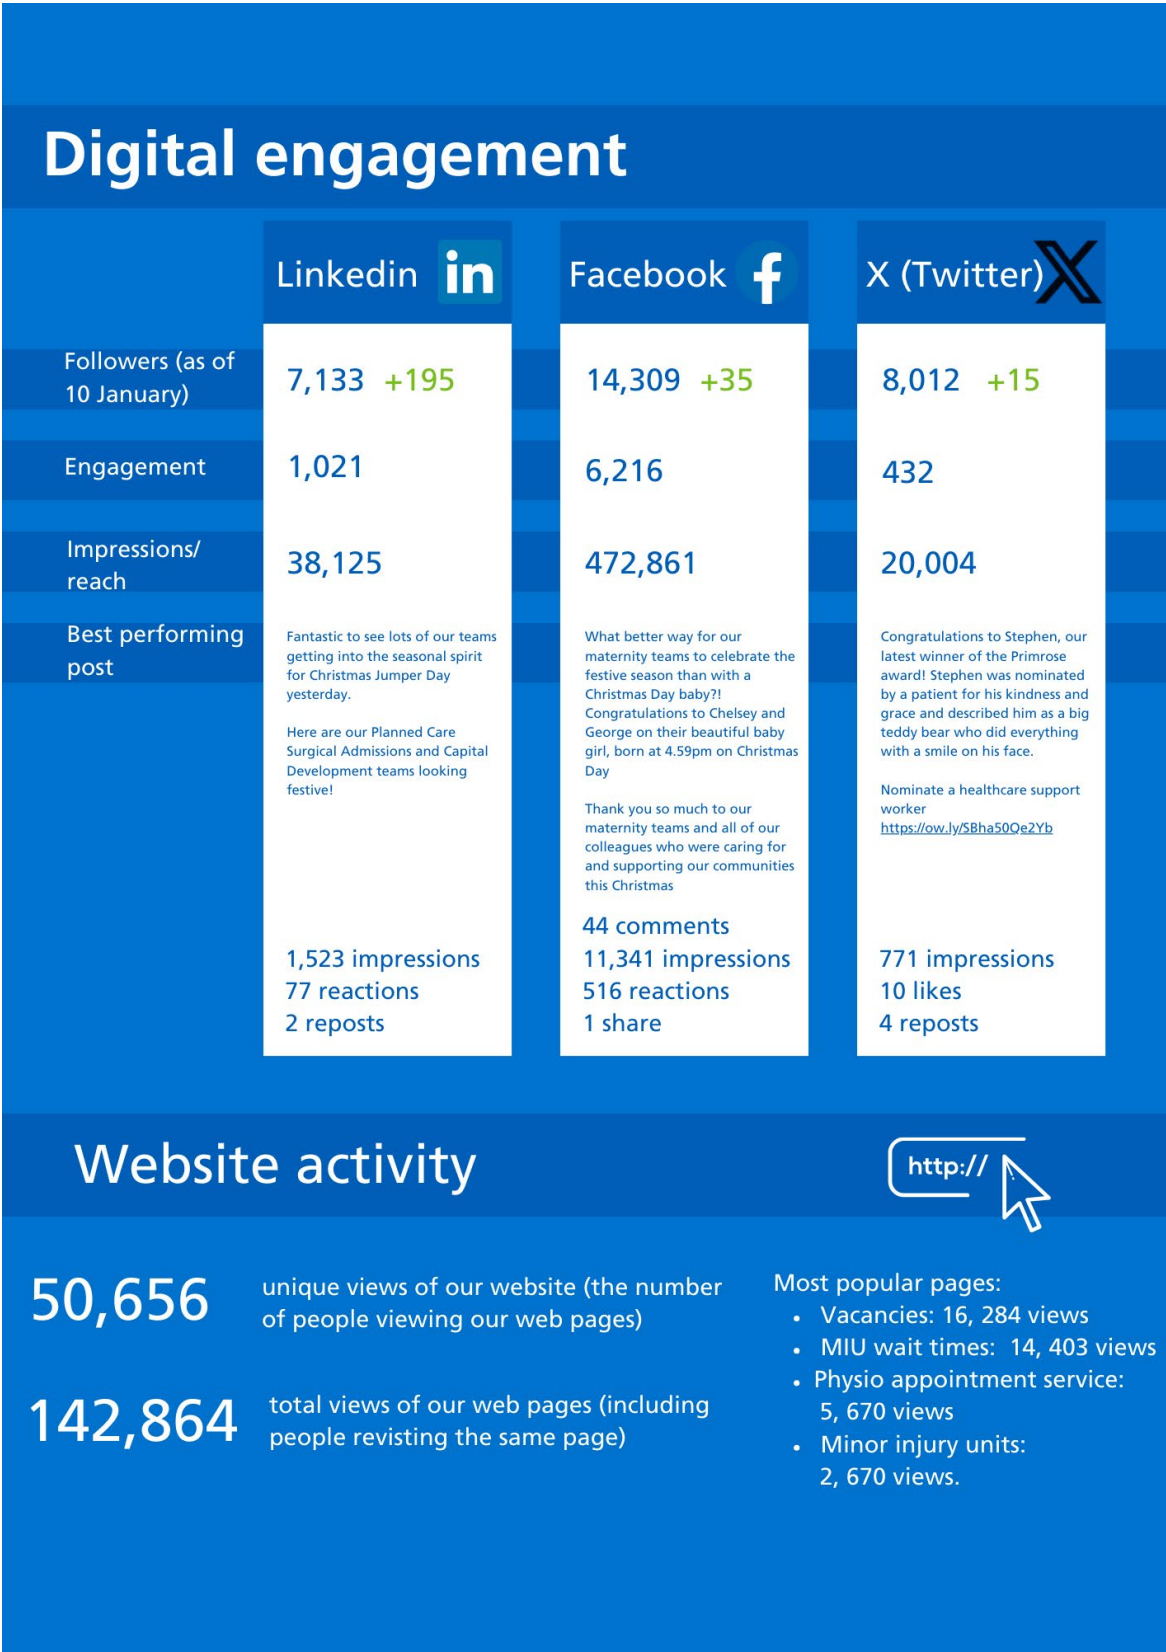 Digital engagement
Linkedin in
Facebook f
X (Twitter) X
Followers (as of
10 January)
7,133 +195
14,309 +35
8,012 +15
Engagement
1,021
6,216
432
Impressions/
reach
38,125
472,861
20,004
Best performing
post
Fantastic to see lots of our teams
getting into the seasonal spirit
for Christmas Jumper Day
yesterday.
Here are our Planned Care
Surgical Admissions and Capital
Development teams looking
festive!
1,523 impressions
77 reactions
2 reposts
What better way for our
maternity teams to celebrate the
festive season than with a
Christmas Day baby?!
Congratulations to Chelsey and
George on their beautiful baby
girl, born at 4.59pm on Christmas
Day
Thank you so much to our
maternity teams and all of our
colleagues who were caring for
and supporting our communities
this Christmas
44 comments
11,341 impressions
516 reactions
1 share
Congratulations to Stephen, our
latest winner of the Primrose
award! Stephen was nominated
by a patient for his kindness and
grace and described him as a big
teddy bear who did everything
with a smile on his face.
Nominate a healthcare support
worker
https://ow.ly/SBha50Qe2Yb
771 impressions
10 likes
4 reposts
Website activity
http://
50,656
unique views of our website (the number
of people viewing our web pages)
142,864
total views of our web pages (including
people revisting the same page)
Most popular pages:
• Vacancies: 16, 284 views
• MIU wait times: 14, 403 views
• Physio appointment service:
5, 670 views
• Minor injury units:
2, 670 views.